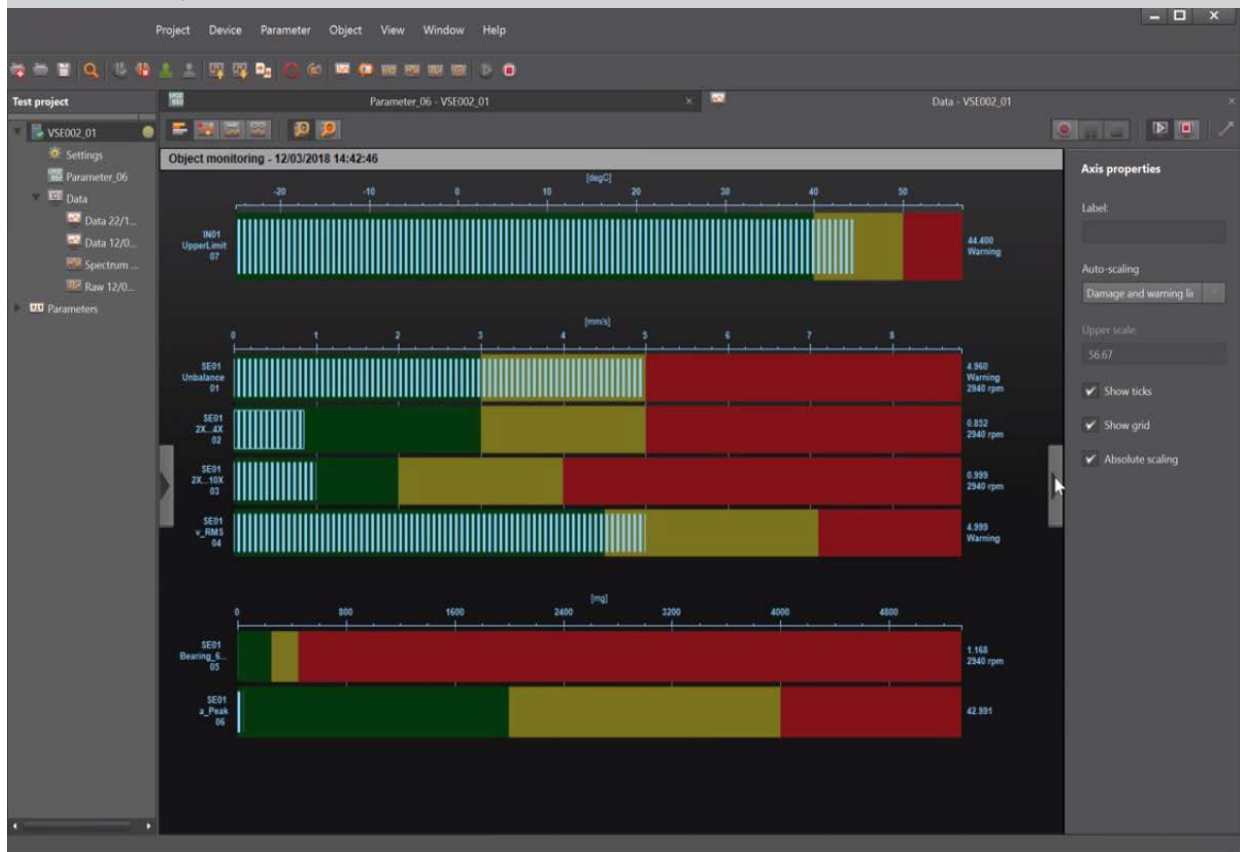 Project Device Parameter Object View Window Help
Test project
Parameter_06 - VSE002_01
Data - VSE002_01
VSE002_01
Settings
Parameter_06
Data
Data 22/1...
Data 12/0...
Spectrum ...
Raw 12/0...
Parameters
Object monitoring - 12/03/2018 14:42:46
[degC]
-20 -10 0 10 20 30 40 50
IN01
UpperLimit
07
44.400
Warning
[mm/s]
0 1 2 3 4 5 6 7 8
SE01
Unbalance
01
4.960
Warning
2940 rpm
SE01
2X...4X
02
0.852
2940 rpm
SE01
2X...10X
03
0.999
2940 rpm
SE01
v_RMS
04
4.999
Warning
[mg]
0 800 1600 2400 3200 4000 4800
SE01
Bearing_6...
05
1.168
2940 rpm
SE01
a_Peak
06
42.991
Axis properties
Label:
Auto-scaling
Damage and warning li
Upper scale:
56.67
Show ticks
Show grid
Absolute scaling